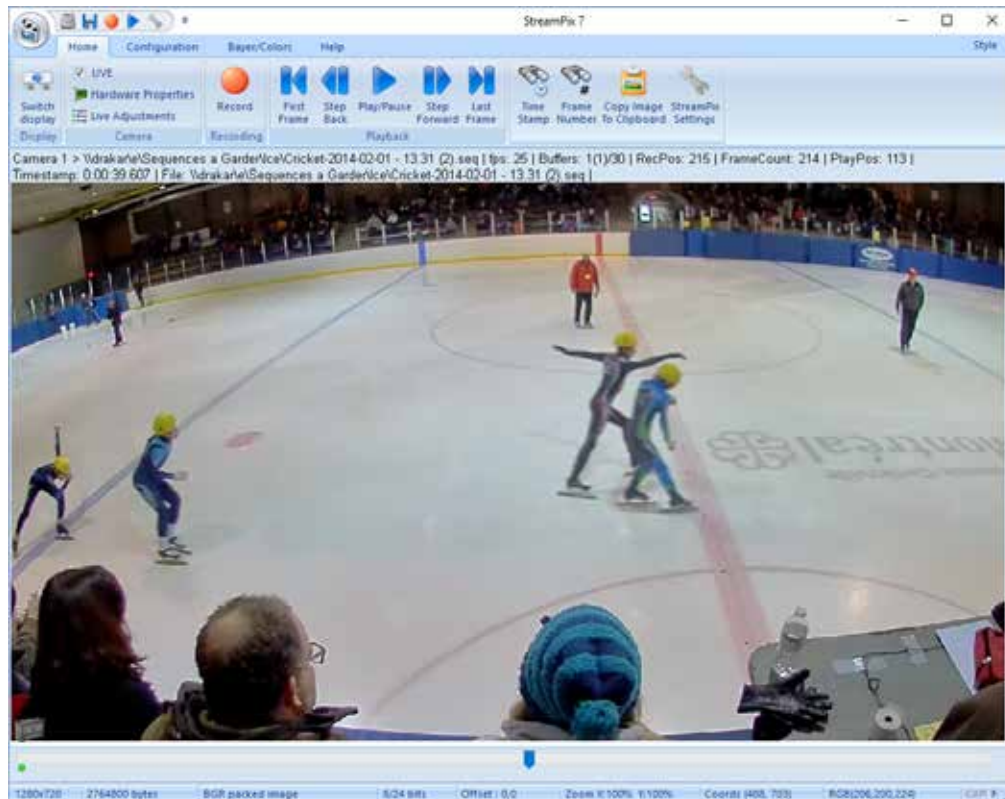 StreamPix 7
Home Configuration Bayer/Colors Help Style
Switch display
LIVE
Hardware Properties
Live Adjustments
Record
First Frame
Step Back
Play/Pause
Step Forward
Last Frame
Time Stamp
Frame Number
Copy Image To Clipboard
StreamPix Settings
Display Camera Recording Playback
Camera 1 > \\drakar\e\Sequences a Garder\Ice\Cricket-2014-02-01 - 13.31 (2).seq | fps: 25 | Buffers: 1(1)/30 | RecPos: 215 | FrameCount: 214 | PlayPos: 113 |
Timestamp: 0:00:39.607 | File: \\drakar\e\Sequences a Garder\Ice\Cricket-2014-02-01 - 13.31 (2).seq |
Montréal
1280x720 2764800 bytes BGR packed image 8/24 bits Offset : 0,0 Zoom X:100% Y:100% Coords (468, 703) RGB(206,200,224)